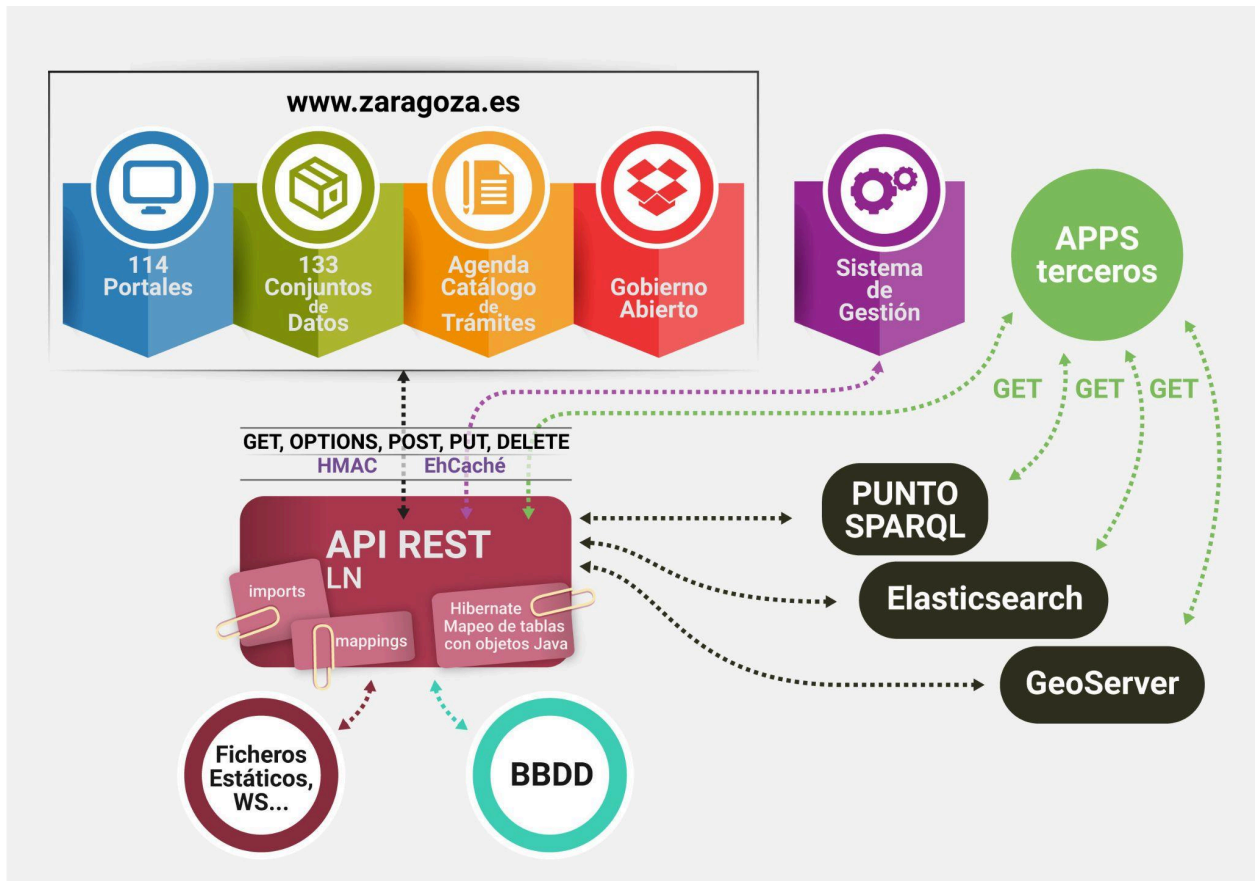 www.zaragoza.es
114
Portales
133
Conjuntos
de
Datos
Agenda
Catálogo
de
Trámites
Gobierno
Abierto
Sistema
de
Gestión
APPS
terceros
GET
GET
GET
GET, OPTIONS, POST, PUT, DELETE
HMAC
EhCaché
API REST
LN
imports
mappings
Hibernate
Mapeo de tablas
con objetos Java
PUNTO
SPARQL
Elasticsearch
GeoServer
Ficheros
Estáticos,
WS...
BBDD